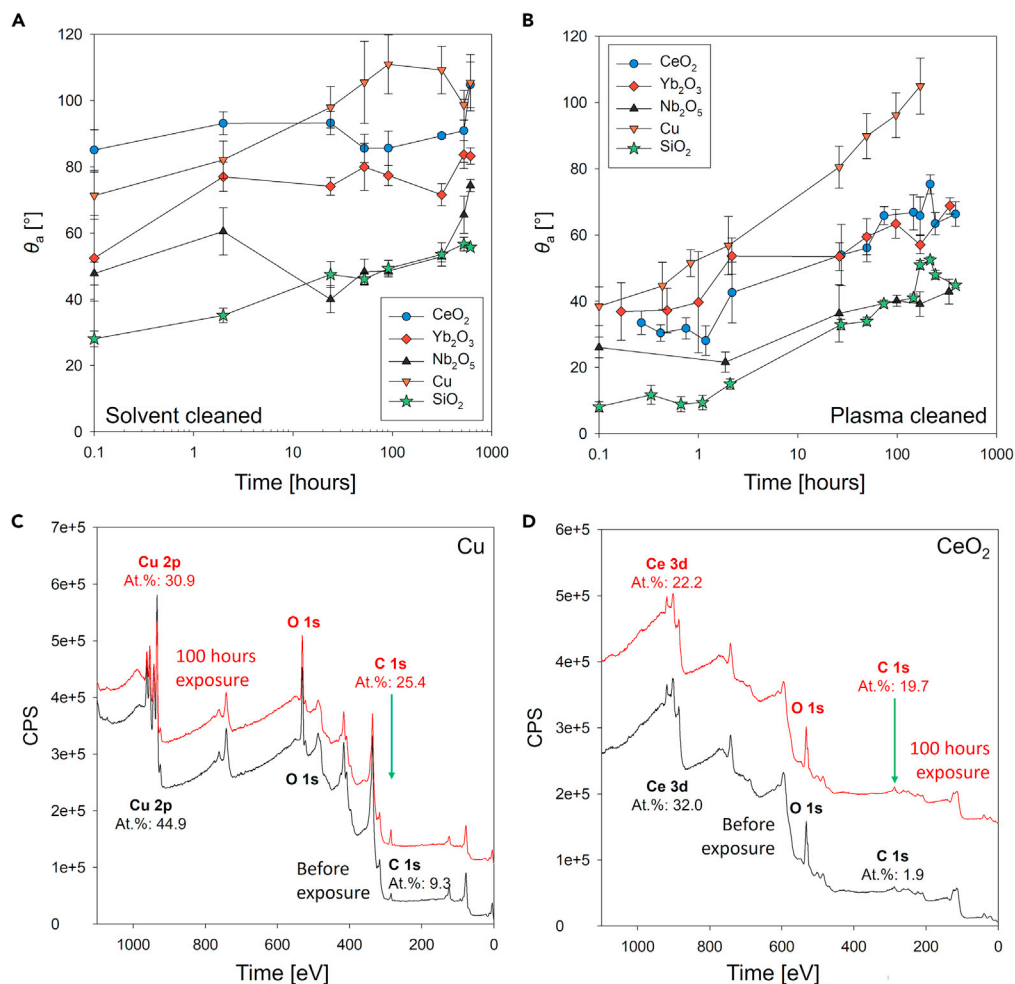 A
120
100
80
60
40
20
0
θa [°]
CeO2
Yb2O3
Nb2O5
Cu
SiO2
Solvent cleaned
0.1
1
10
100
1000
Time [hours]
B
120
100
80
60
40
20
0
θa [°]
CeO2
Yb2O3
Nb2O5
Cu
SiO2
Plasma cleaned
0.1
1
10
100
1000
Time [hours]
C
7e+5
6e+5
5e+5
4e+5
3e+5
2e+5
1e+5
0
CPS
Cu
Cu 2p
At.%: 30.9
O 1s
100 hours
exposure
C 1s
At.%: 25.4
O 1s
Cu 2p
At.%: 44.9
Before
exposure
C 1s
At.%: 9.3
1000
800
600
400
200
0
Time [eV]
D
6e+5
5e+5
4e+5
3e+5
2e+5
1e+5
0
CPS
CeO2
Ce 3d
At.%: 22.2
C 1s
At.%: 19.7
O 1s
100 hours
exposure
Ce 3d
At.%: 32.0
O 1s
Before
exposure
C 1s
At.%: 1.9
1000
800
600
400
200
0
Time [eV]